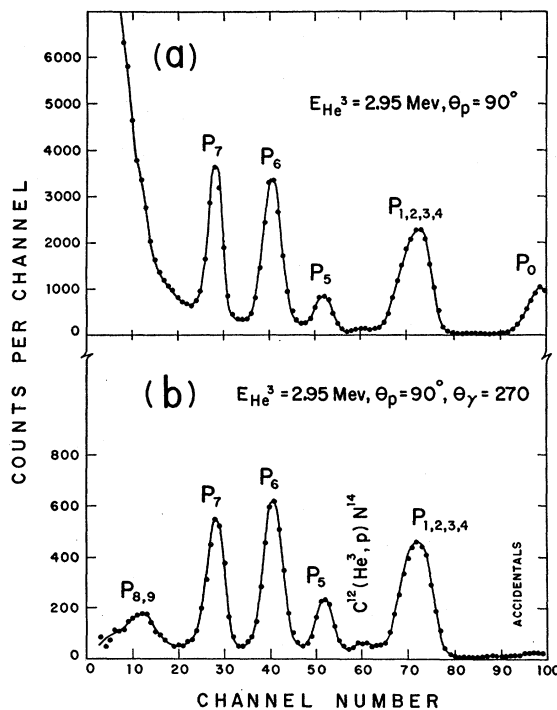 (a)
E_He³ = 2.95 Mev, θ_p = 90°
6000
5000
4000
3000
2000
1000
0
P₇
P₆
P₅
P₁,₂,₃,₄
P₀
COUNTS PER CHANNEL
(b)
E_He³ = 2.95 Mev, θ_p = 90°, θ_γ = 270
800
600
400
200
0
P₈,₉
P₇
P₆
P₅
C¹²(He³, p) N¹⁴
P₁,₂,₃,₄
ACCIDENTALS
0 10 20 30 40 50 60 70 80 90 100
CHANNEL NUMBER